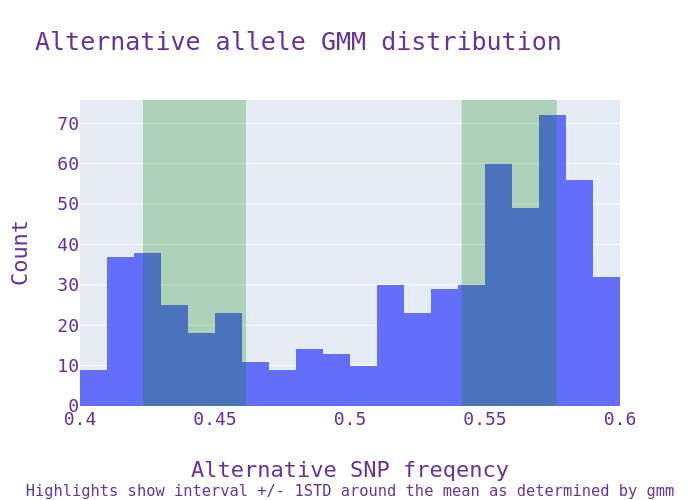 Alternative allele GMM distribution
70
60
50
40
30
20
10
0
Count
0.4 0.45 0.5 0.55 0.6
Alternative SNP freqency
Highlights show interval +/- 1STD around the mean as determined by gmm